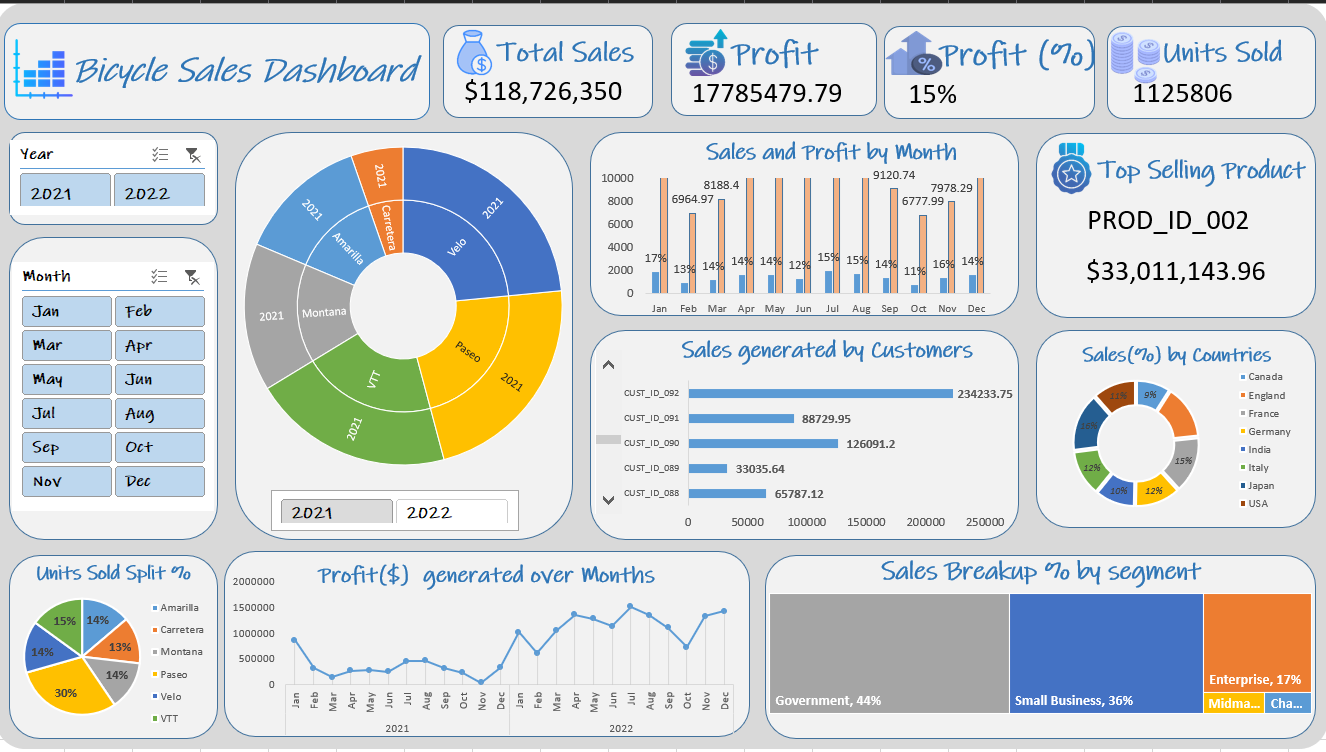 Bicycle Sales Dashboard
Total Sales
$118,726,350
Profit
17785479.79
Profit (%)
15%
Units Sold
1125806
Year
2021
2022
Month
Jan
Feb
Mar
Apr
May
Jun
Jul
Aug
Sep
Oct
Nov
Dec
2021
Velo
2021
Paseo
2021
VTT
2021
Montana
2021
Amarilla
2021
Carretera
2021
2022
Sales and Profit by Month
10000
8000
6000
4000
2000
0
6964.97
8188.4
9120.74
6777.99
7978.29
17%
13%
14%
14%
14%
12%
15%
15%
14%
11%
16%
14%
Jan
Feb
Mar
Apr
May
Jun
Jul
Aug
Sep
Oct
Nov
Dec
Top Selling Product
PROD_ID_002
$33,011,143.96
Sales generated by Customers
CUST_ID_092
234233.75
CUST_ID_091
88729.95
CUST_ID_090
126091.2
CUST_ID_089
33035.64
CUST_ID_088
65787.12
0
50000
100000
150000
200000
250000
Sales(%) by Countries
9%
15%
12%
10%
12%
11%
Canada
England
France
Germany
India
Italy
Japan
USA
Units Sold Split %
14%
13%
14%
30%
14%
15%
Amarilla
Carretera
Montana
Paseo
Velo
VTT
Profit($) generated over Months
2000000
1500000
1000000
500000
0
Jan
Feb
Mar
Apr
May
Jun
Jul
Aug
Sep
Oct
Nov
Dec
Jan
Feb
Mar
Apr
May
Jun
Jul
Aug
Sep
Oct
Nov
Dec
2021
2022
Sales Breakup % by segment
Government, 44%
Small Business, 36%
Enterprise, 17%
Midma...
Cha...